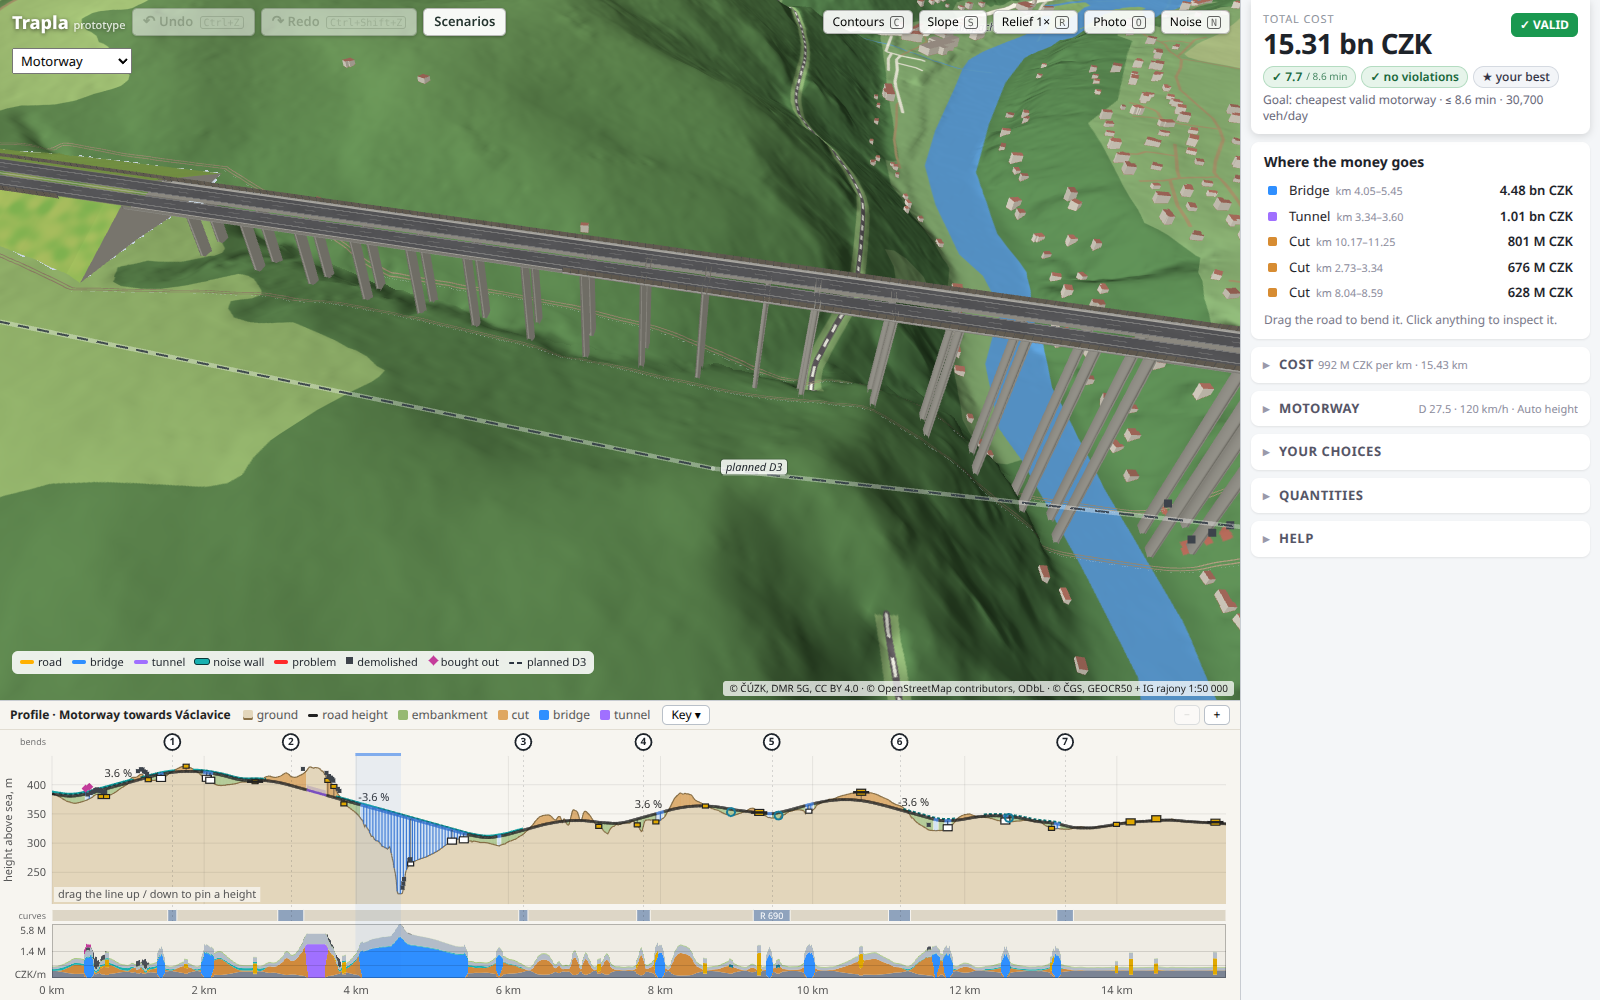 Trapla prototype
↶ Undo Ctrl+Z
↷ Redo Ctrl+Shift+Z
Scenarios
Contours C
Slope S
Relief 1× R
Photo O
Noise N
Motorway
planned D3
road
bridge
tunnel
noise wall
problem
demolished
bought out
planned D3
© ČÚZK, DMR 5G, CC BY 4.0 · © OpenStreetMap contributors, ODbL · © ČGS, GEOCR50 + IG rajony 1:50 000
TOTAL COST
✓ VALID
15.31 bn CZK
✓ 7.7 / 8.6 min
✓ no violations
★ your best
Goal: cheapest valid motorway · ≤ 8.6 min · 30,700
veh/day
Where the money goes
Bridge km 4.05–5.45 4.48 bn CZK
Tunnel km 3.34–3.60 1.01 bn CZK
Cut km 10.17–11.25 801 M CZK
Cut km 2.73–3.34 676 M CZK
Cut km 8.04–8.59 628 M CZK
Drag the road to bend it. Click anything to inspect it.
COST 992 M CZK per km · 15.43 km
MOTORWAY D 27.5 · 120 km/h · Auto height
YOUR CHOICES
QUANTITIES
HELP
Profile · Motorway towards Václavice
ground
road height
embankment
cut
bridge
tunnel
Key ▾
−
+
bends
1 2 3 4 5 6 7
height above sea, m
400
350
300
250
3.6 %
-3.6 %
3.6 %
-3.6 %
drag the line up / down to pin a height
curves
R 690
5.8 M
1.4 M
CZK/m
0 km 2 km 4 km 6 km 8 km 10 km 12 km 14 km